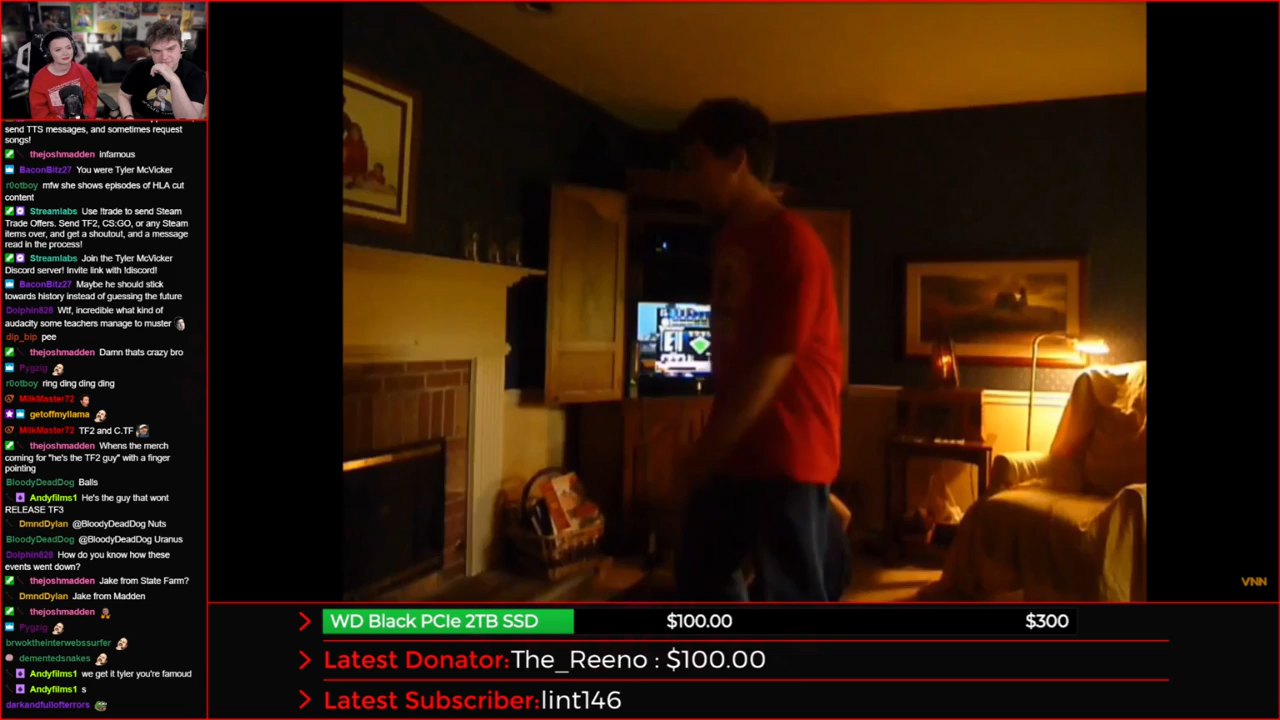 send TTS messages, and sometimes request
songs!
thejoshmadden infamous
BaconBitz27 You were Tyler McVicker
r0otboy mfw she shows episodes of HLA cut
content
Streamlabs Use !trade to send Steam
Trade Offers. Send TF2, CS:GO, or any Steam
items over, and get a shoutout, and a message
read in the process!
Streamlabs Join the Tyler McVicker
Discord server! Invite link with !discord!
BaconBitz27 Maybe he should stick
towards history instead of guessing the future
Dolphin828 Wtf, incredible what kind of
audacity some teachers manage to muster
dip_bip pee
thejoshmadden Damn thats crazy bro
Pygzig
r0otboy ring ding ding ding
MilkMaster72
getoffmyllama
MilkMaster72 TF2 and C.TF
thejoshmadden Whens the merch
coming for "he's the TF2 guy" with a finger
pointing
BloodyDeadDog Balls
Andyfilms1 He's the guy that wont
RELEASE TF3
DmndDylan @BloodyDeadDog Nuts
BloodyDeadDog @BloodyDeadDog Uranus
Dolphin828 How do you know how these
events went down?
thejoshmadden Jake from State Farm?
DmndDylan Jake from Madden
thejoshmadden
Pygzig
brwoktheinterwebssurfer
dementedsnakes
Andyfilms1 we get it tyler you're famoud
Andyfilms1 s
darkandfullofterrors
VNN
WD Black PCIe 2TB SSD $100.00 $300
Latest Donator:The_Reeno : $100.00
Latest Subscriber:lint146